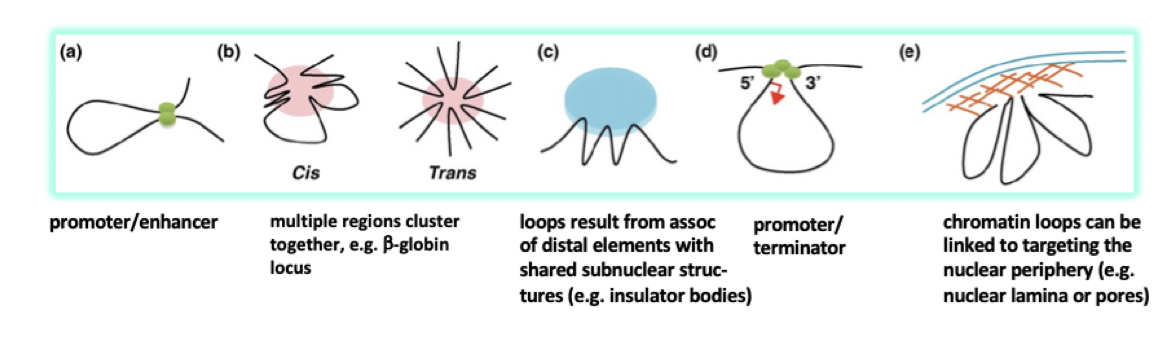 (a)
(b)
(c)
(d)
(e)
5’
3’
Cis
Trans
promoter/enhancer
multiple regions cluster
together, e.g. β-globin
locus
loops result from assoc
of distal elements with
shared subnuclear struc-
tures (e.g. insulator bodies)
promoter/
terminator
chromatin loops can be
linked to targeting the
nuclear periphery (e.g.
nuclear lamina or pores)